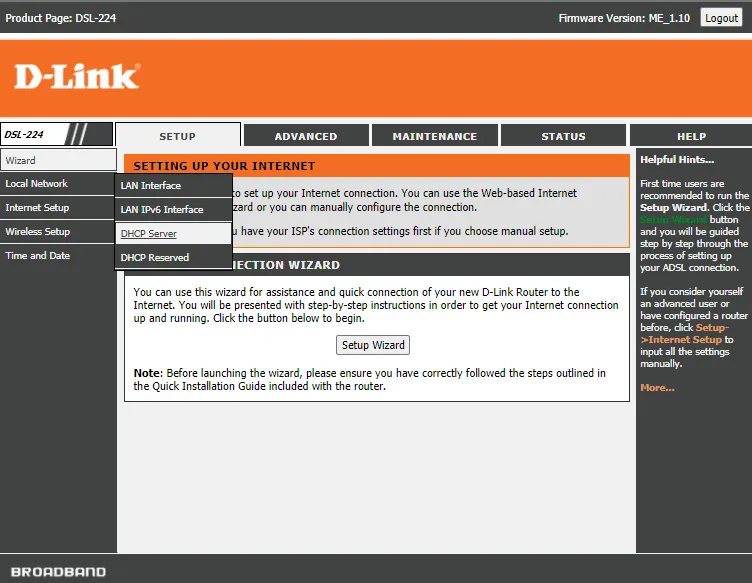 Product Page: DSL-224
Firmware Version: ME_1.10
Logout
D-Link
DSL-224
SETUP
ADVANCED
MAINTENANCE
STATUS
HELP
Wizard
Local Network
Internet Setup
Wireless Setup
Time and Date
LAN Interface
LAN IPv6 Interface
DHCP Server
DHCP Reserved
SETTING UP YOUR INTERNET
to set up your Internet connection. You can use the Web-based Internet
or you can manually configure the connection.
have your ISP's connection settings first if you choose manual setup.
WIZARD
You can use this wizard for assistance and quick connection of your new D-Link Router to the
Internet. You will be presented with step-by-step instructions in order to get your Internet connection
up and running. Click the button below to begin.
Setup Wizard
Note: Before launching the wizard, please ensure you have correctly followed the steps outlined in
the Quick Installation Guide included with the router.
Helpful Hints...
First time users are
recommended to run the
Setup Wizard. Click the
Setup Wizard button
and you will be guided
step by step through the
process of setting up
your ADSL connection.
If you consider yourself
an advanced user or
have configured a router
before, click Setup-
>Internet Setup to
input all the settings
manually.
More...
BROADBAND